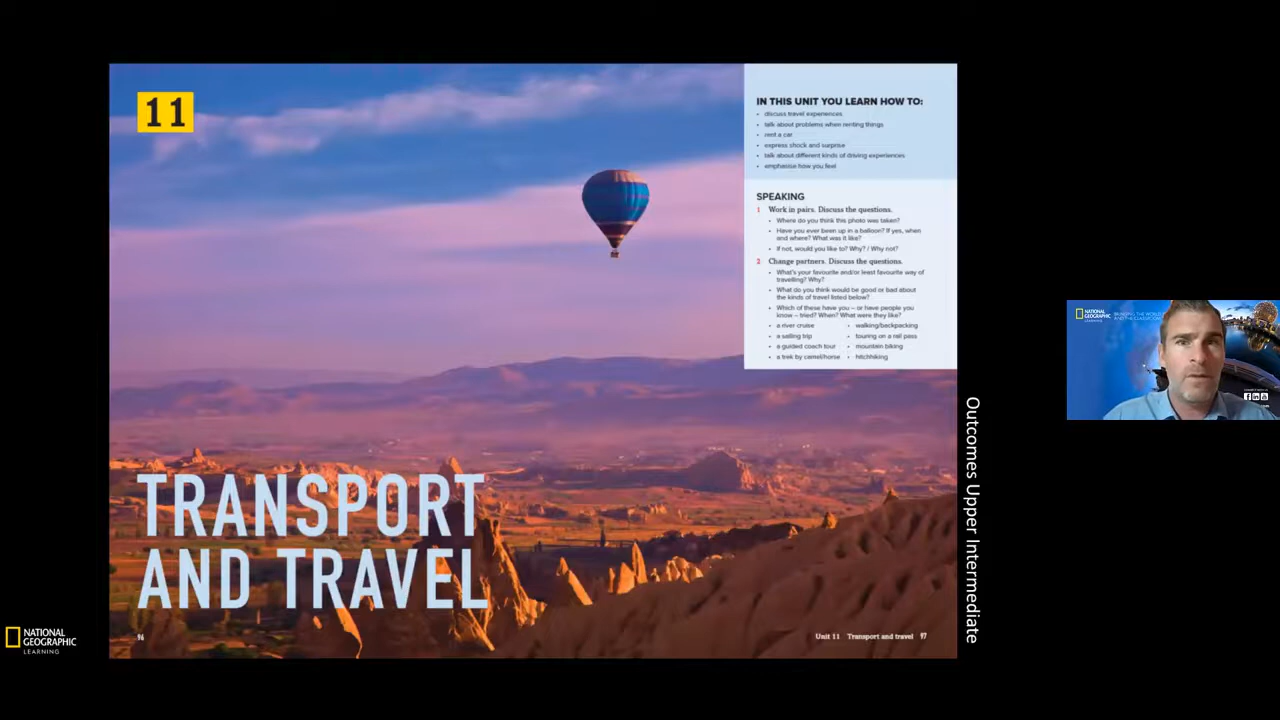 11
IN THIS UNIT YOU LEARN HOW TO:
• discuss travel experiences
• talk about problems when renting things
• rent a car
• express shock and surprise
• talk about different kinds of driving experiences
• emphasise how you feel
SPEAKING
1 Work in pairs. Discuss the questions.
• Where do you think this photo was taken?
• Have you ever been up in a balloon? If yes, when
and where? What was it like?
• If not, would you like to? Why? / Why not?
2 Change partners. Discuss the questions.
• What's your favourite and/or least favourite way of
travelling? Why?
• What do you think would be good or bad about
the kinds of travel listed below?
• Which of these have you – or have people you
know – tried? When? What were they like?
• a river cruise • walking/backpacking
• a sailing trip • touring on a rail pass
• a guided coach tour • mountain biking
• a trek by camel/horse • hitchhiking
TRANSPORT
AND TRAVEL
96
Unit 11 Transport and travel 97
Outcomes Upper Intermediate
NATIONAL
GEOGRAPHIC
LEARNING
NATIONAL
GEOGRAPHIC
LEARNING
BRINGING THE WORLD